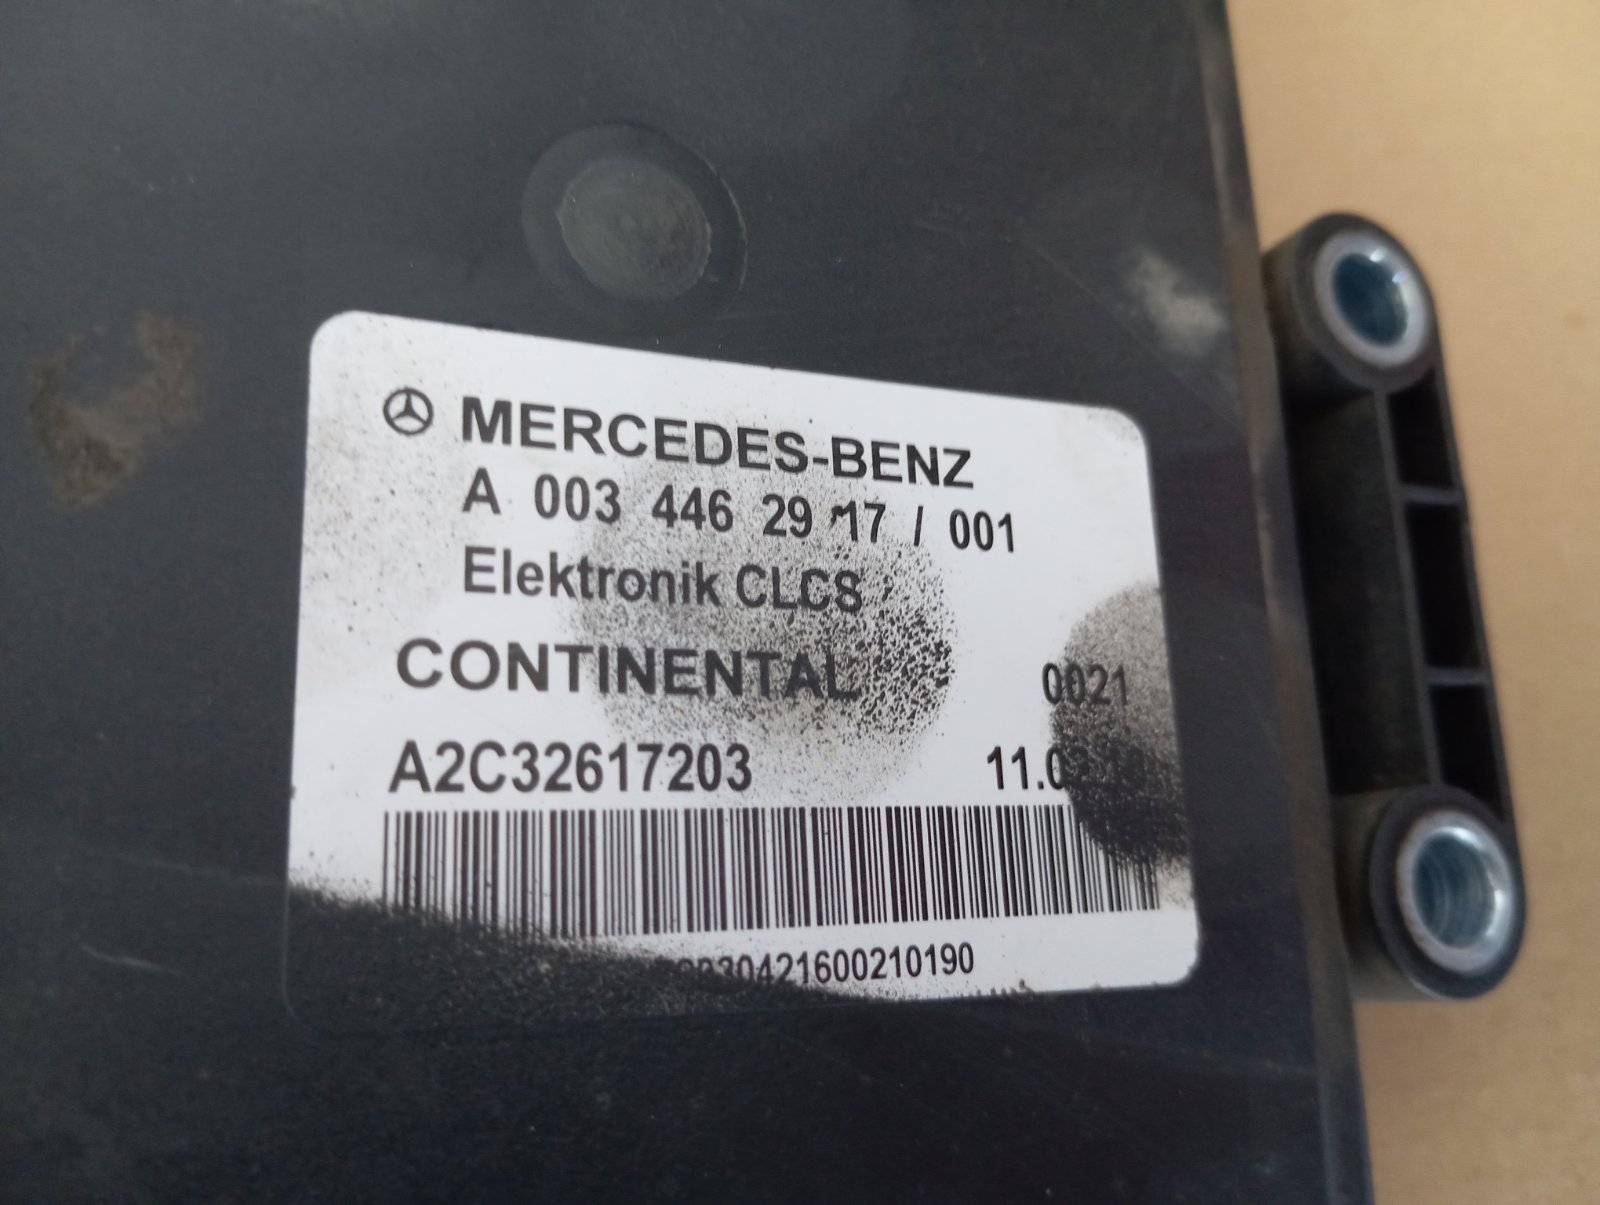 MERCEDES-BENZ
A 003 446 29 17 / 001
Elektronik CLCS
CONTINENTAL 0021
A2C32617203